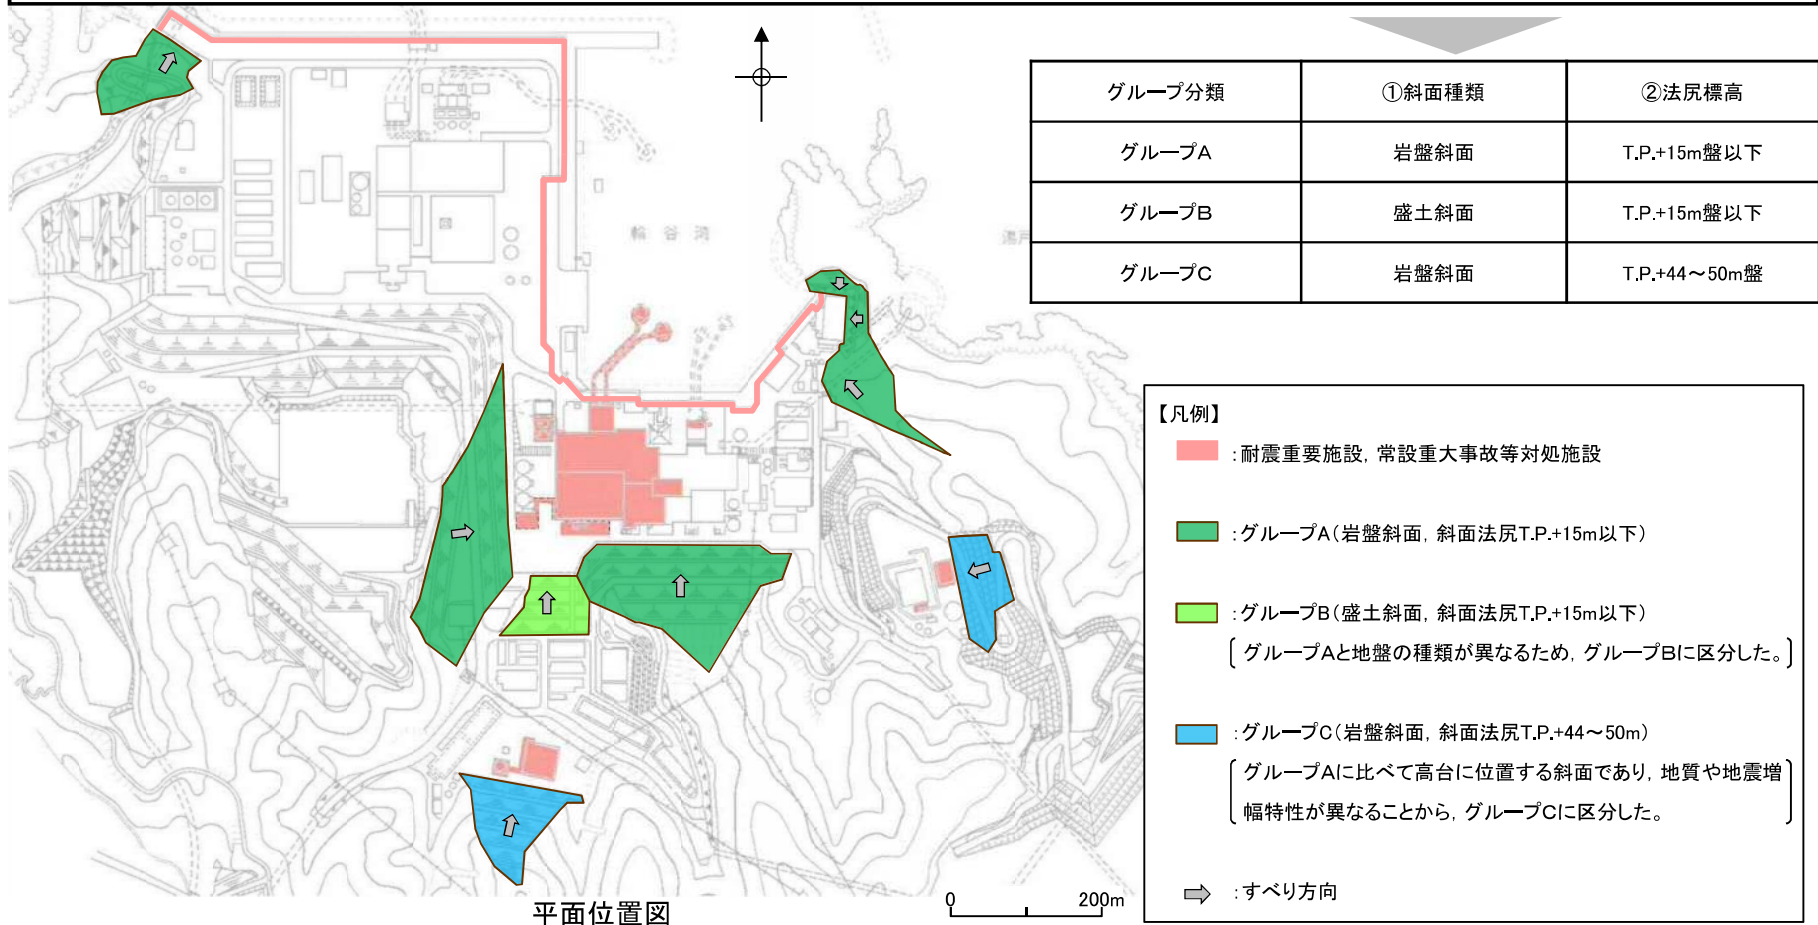 グループ分類 ①斜面種類 ②法尻標高
グループA 岩盤斜面 T.P.+15m盤以下
グループB 盛土斜面 T.P.+15m盤以下
グループC 岩盤斜面 T.P.+44～50m盤
輪谷湾
【凡例】
:耐震重要施設, 常設重大事故等対処施設
:グループA(岩盤斜面, 斜面法尻T.P.+15m以下)
:グループB(盛土斜面, 斜面法尻T.P.+15m以下)
グループAと地盤の種類が異なるため, グループBに区分した。
:グループC(岩盤斜面, 斜面法尻T.P.+44～50m)
グループAに比べて高台に位置する斜面であり, 地質や地震増
幅特性が異なることから, グループCに区分した。
:すべり方向
0 200m
平面位置図